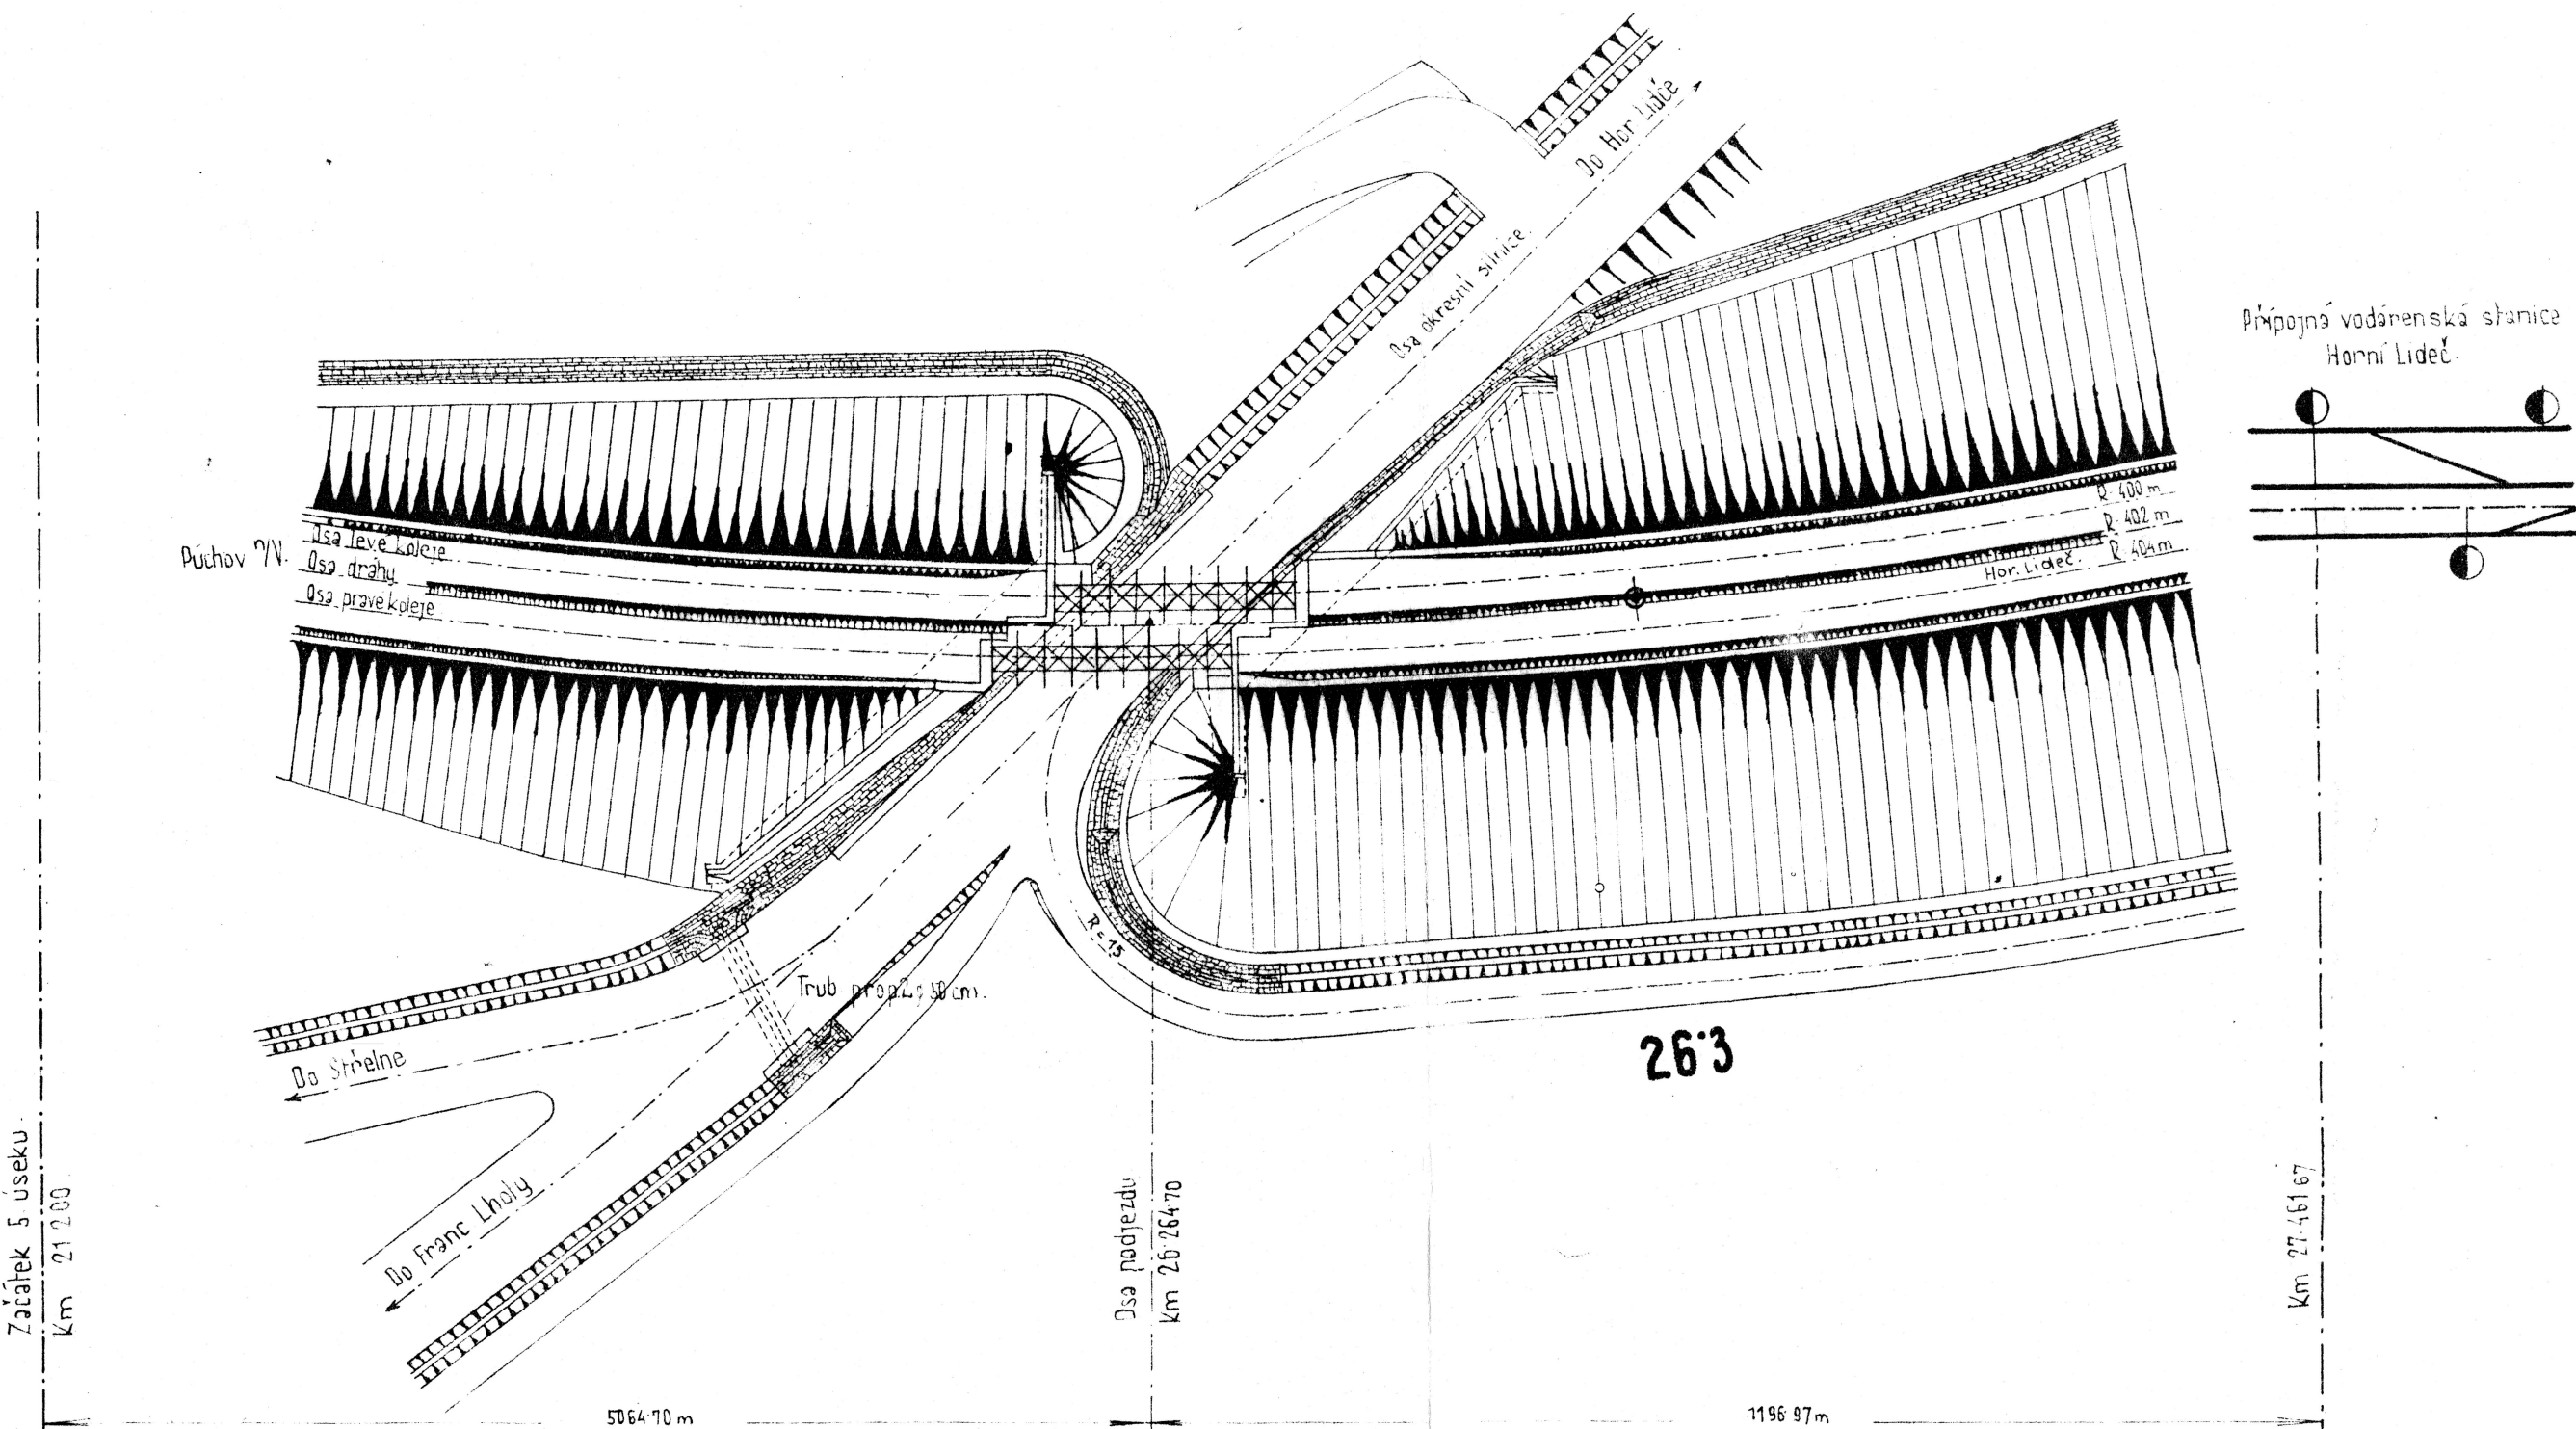 Do Hor Lidče
Osa okresní silnice.
Přípojná vodárenská stanice
Horní Lideč.
Púchov n/V.
Osa levé koleje
Osa dráhy
Osa pravé koleje
R 400 m
R 402 m
R 404 m
Hor. Lideč.
R = 15
Trub prop. 50 cm.
26·3
Do Střelne
Do Franc Lhoty
Začátek 5 úseku.
Km 21 200
Osa podjezdu
Km 26·264·70
Km 27·461 67
5064·70 m
1196·97 m